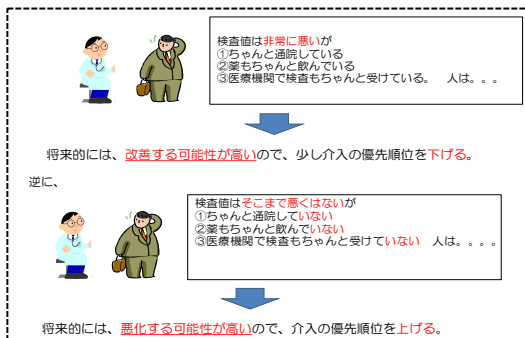 検査値は非常に悪いが
①ちゃんと通院している
②薬もちゃんと飲んでいる
③医療機関で検査もちゃんと受けている。　人は。。。
将来的には、改善する可能性が高いので、少し介入の優先順位を下げる。
逆に、
検査値はそこまで悪くはないが
①ちゃんと通院していない
②薬もちゃんと飲んでいない
③医療機関で検査もちゃんと受けていない　人は。。。。
将来的には、悪化する可能性が高いので、介入の優先順位を上げる。